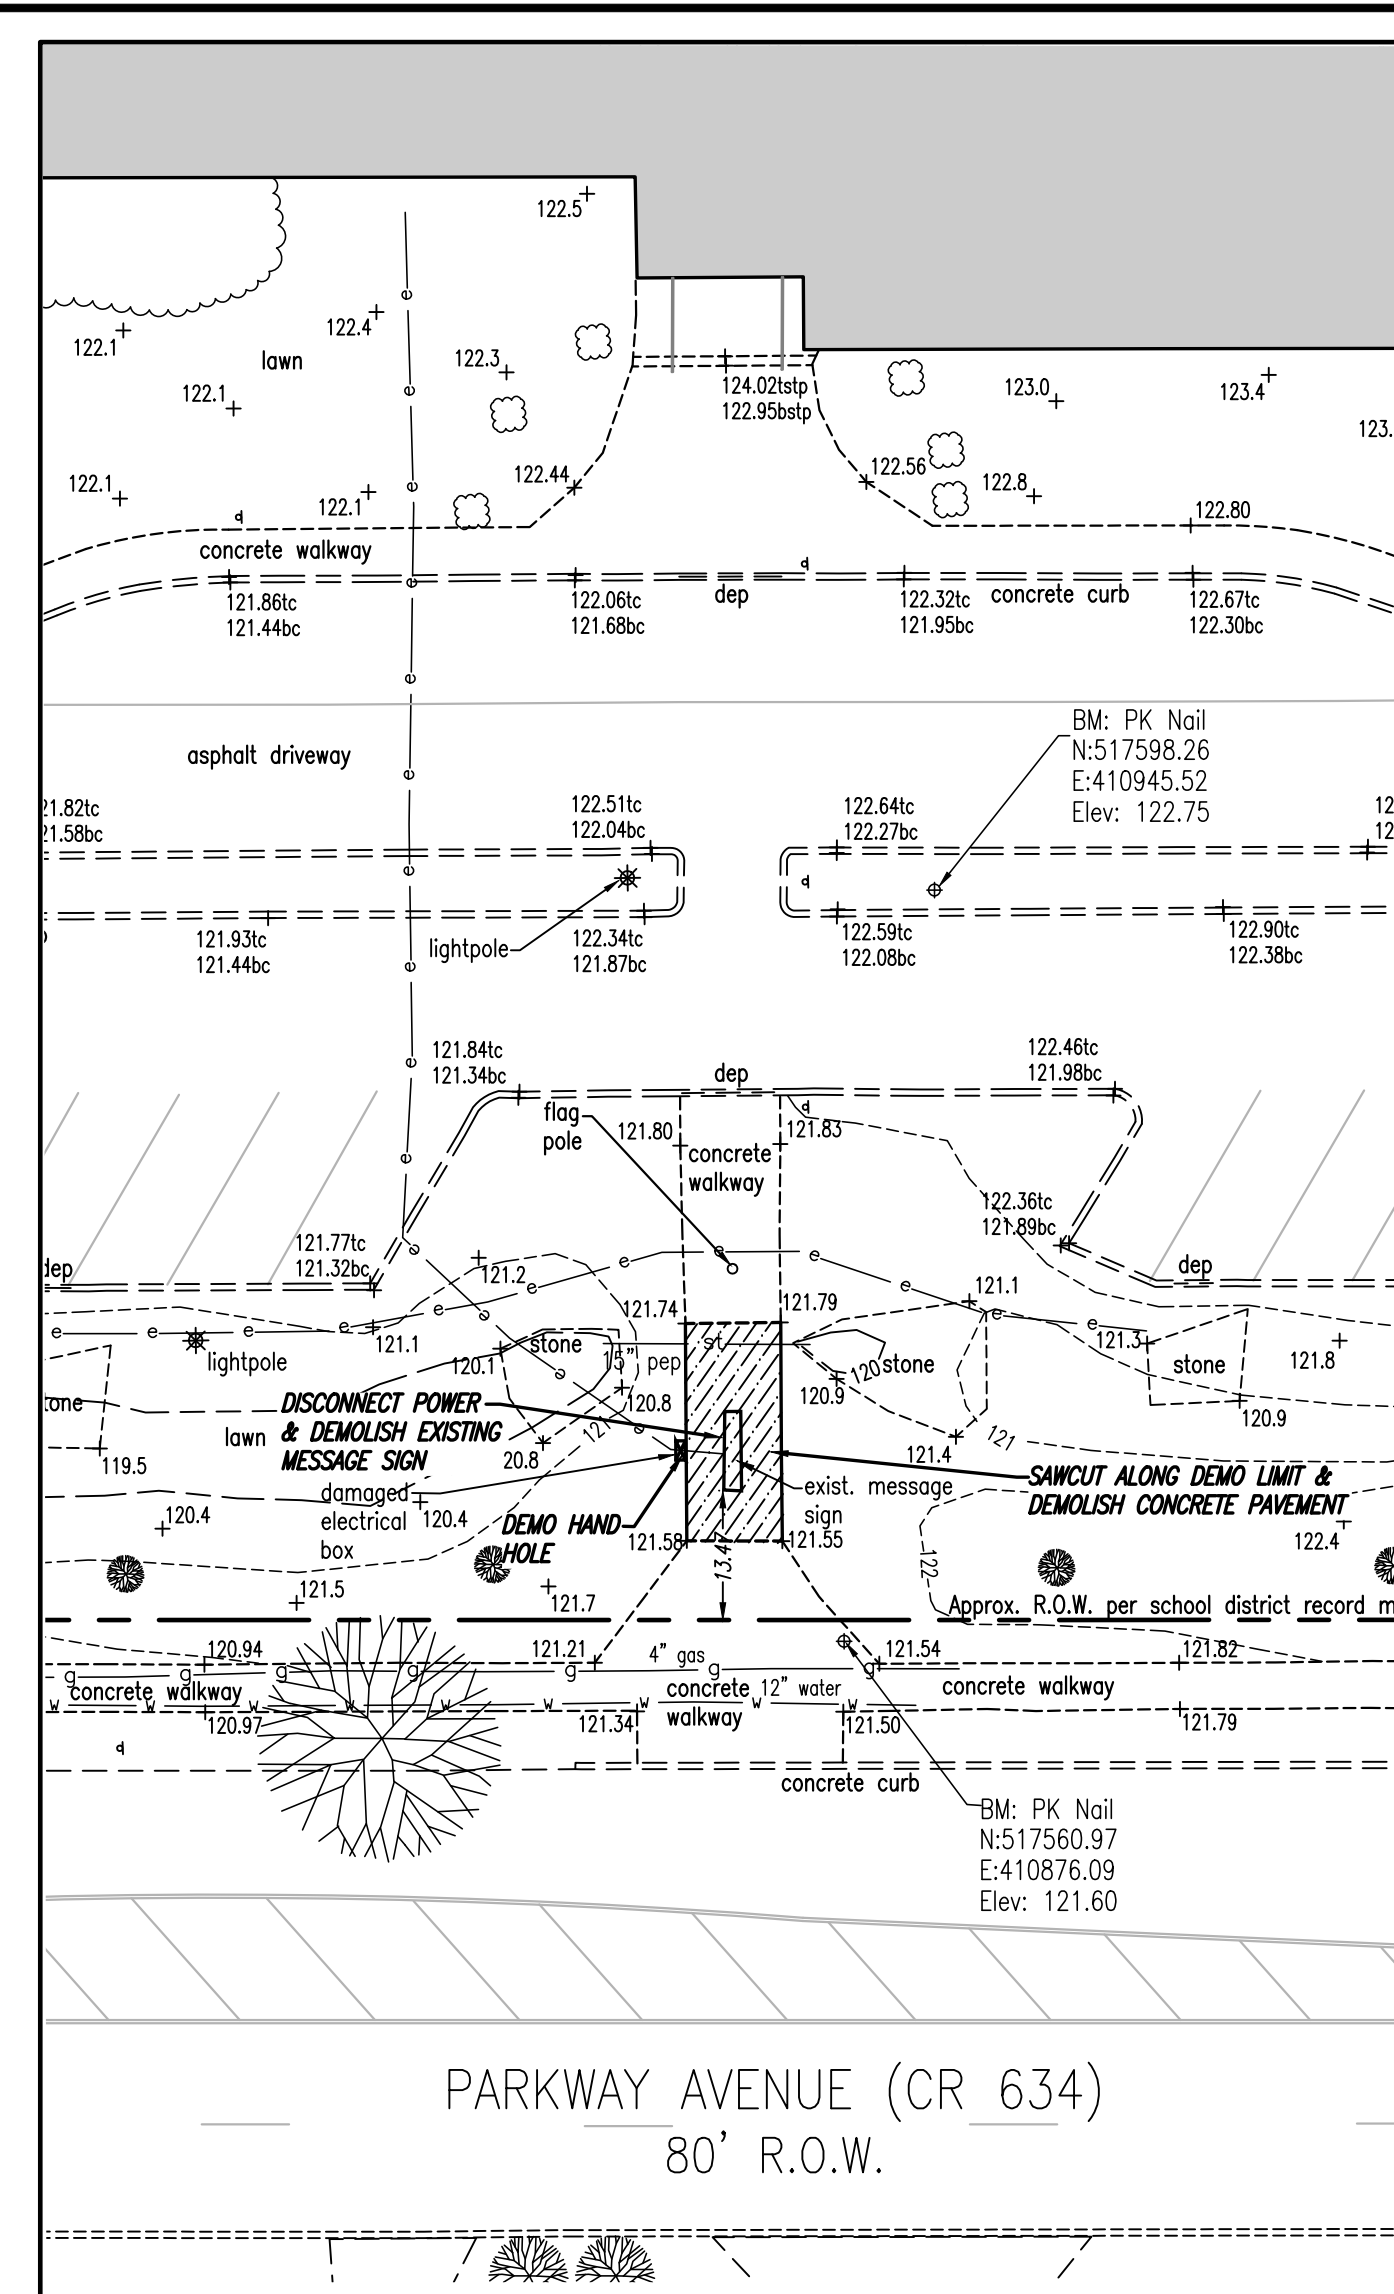 122.5
122.1
122.4
lawn
122.3
122.1
124.02tstp
122.95bstp
123.0
123.4
123.
122.1
122.1
122.44
122.56
122.8
122.80
concrete walkway
121.86tc
121.44bc
122.06tc
121.68bc
dep
122.32tc
121.95bc
concrete curb
122.67tc
122.30bc
BM: PK Nail
N:517598.26
E:410945.52
Elev: 122.75
asphalt driveway
21.82tc
21.58bc
122.51tc
122.04bc
122.64tc
122.27bc
12
12
121.93tc
121.44bc
lightpole
122.34tc
121.87bc
122.59tc
122.08bc
122.90tc
122.38bc
121.84tc
121.34bc
dep
122.46tc
121.98bc
flag
pole
121.80
121.83
concrete
walkway
122.36tc
121.89bc
121.77tc
121.32bc
dep
121.2
dep
121.74
121.79
121.1
121.1
121.3
lightpole
120.1
stone
15" pep
st
120
stone
stone
121.8
tone
120.8
120.9
120.9
DISCONNECT POWER
& DEMOLISH EXISTING
MESSAGE SIGN
lawn
121
121
119.5
20.8
121.4
SAWCUT ALONG DEMO LIMIT &
DEMOLISH CONCRETE PAVEMENT
damaged
electrical
box
exist. message
sign
120.4
120.4
DEMO HAND
HOLE
121.58
13.47
121.55
122
122.4
121.5
121.7
Approx. R.O.W. per school district record m
120.94
121.21
4" gas
121.54
121.82
g g g g g g g
concrete walkway
concrete
walkway
12" water
concrete walkway
w w w w w w w w
120.97
121.34
121.50
121.79
concrete curb
BM: PK Nail
N:517560.97
E:410876.09
Elev: 121.60
PARKWAY AVENUE (CR 634)
80' R.O.W.